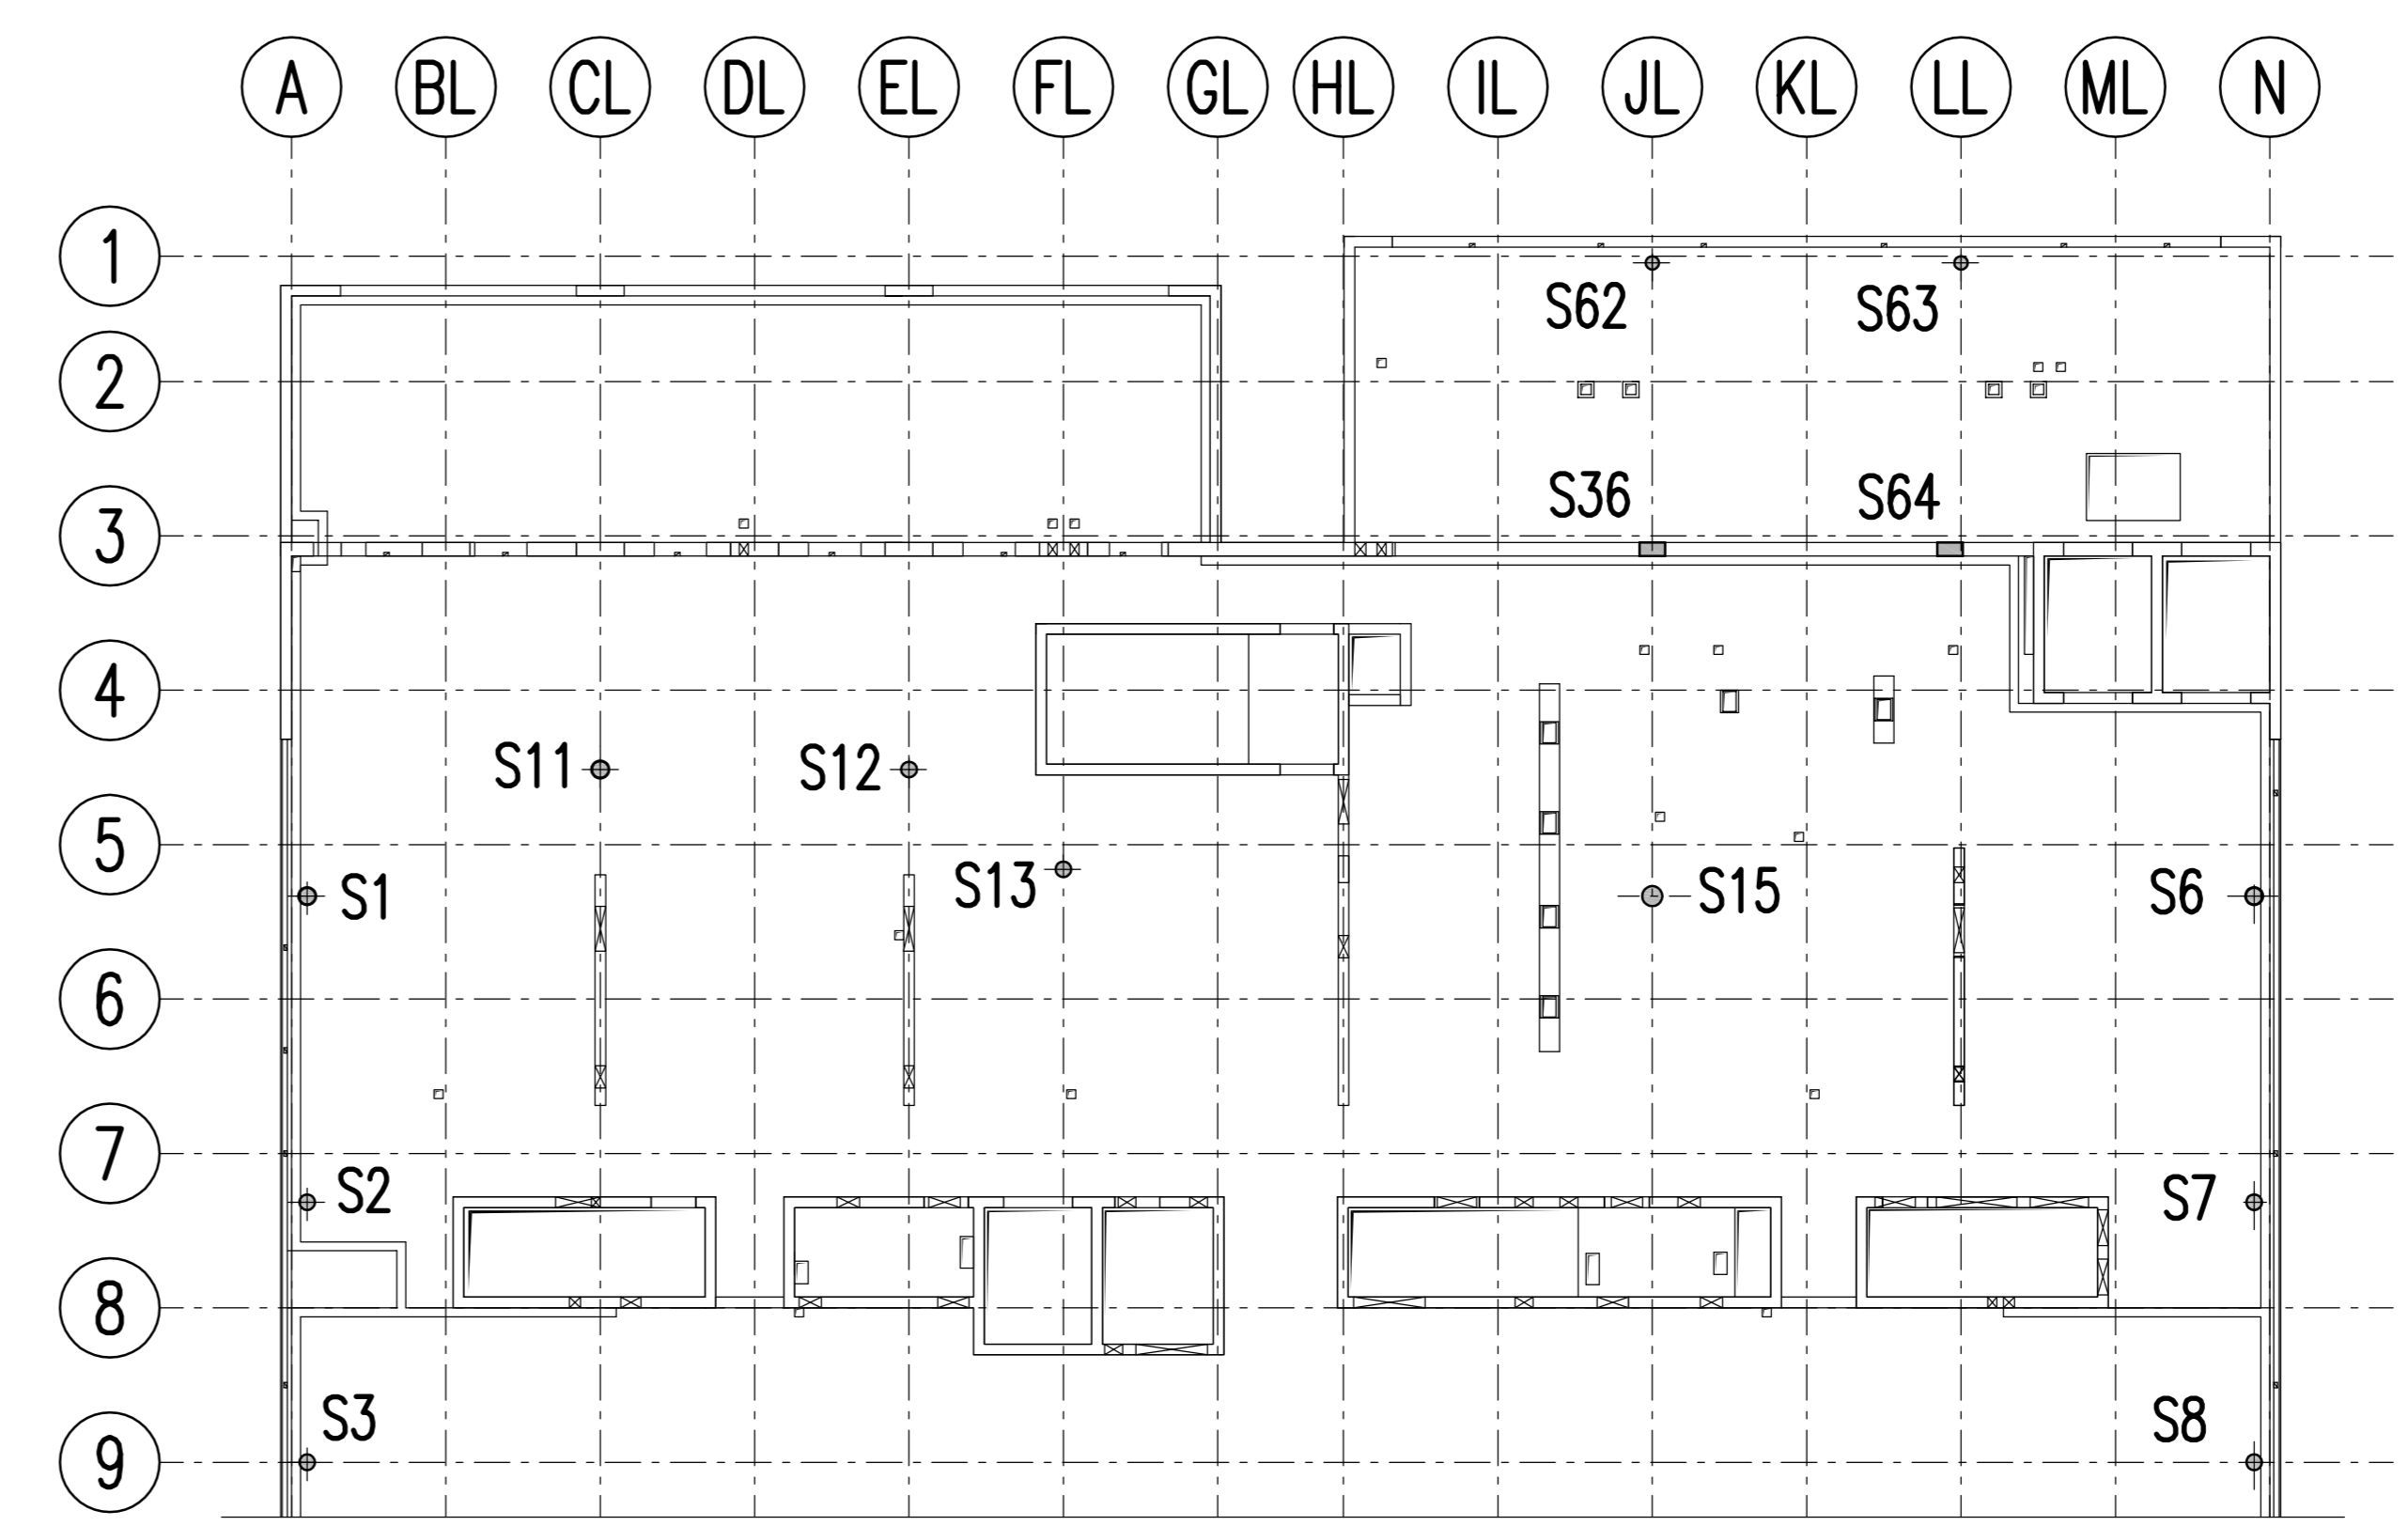 A BL CL DL EL FL GL HL IL JL KL LL ML N
1
S62 S63
2
S36 S64
3
4
S11 S12
5
S13 S15 S6
S1
6
7
S2 S7
8
S3 S8
9